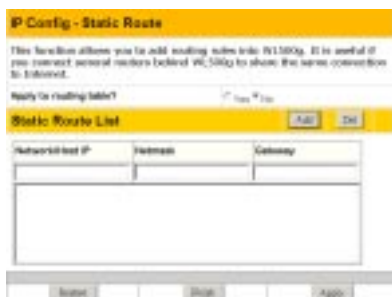 IP Config - Static Route
This function allows you to add routing rules into WL500g. It is useful if
you connect several routers behind WL500g to share the same connection
to Internet.
Apply to routing table? Yes No
Static Route List Add Del
Network/Host IP Netmask Gateway
Restore Finish Apply